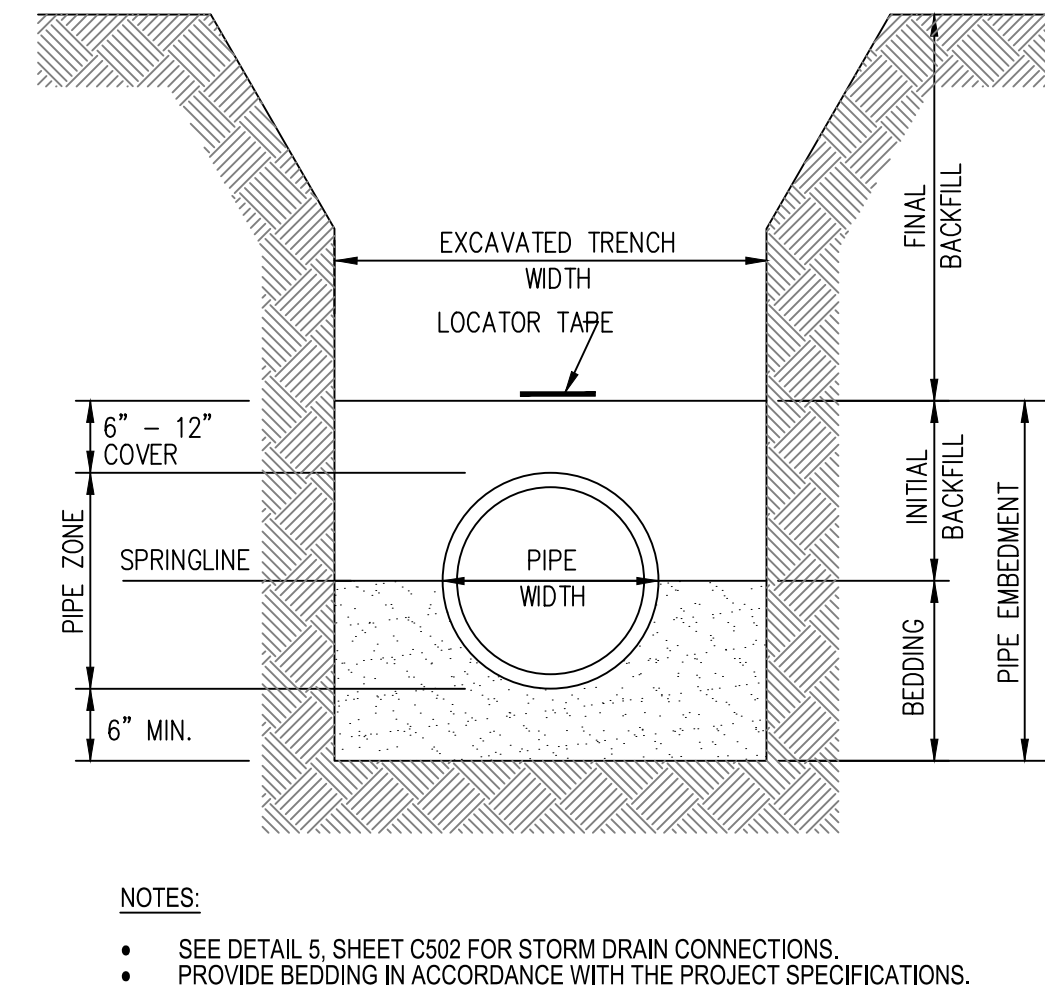 EXCAVATED TRENCH
WIDTH
LOCATOR TAPE
FINAL
BACKFILL
6” – 12”
COVER
PIPE ZONE
SPRINGLINE
PIPE
WIDTH
6” MIN.
INITIAL
BACKFILL
BEDDING
PIPE EMBEDMENT
NOTES:
• SEE DETAIL 5, SHEET C502 FOR STORM DRAIN CONNECTIONS.
• PROVIDE BEDDING IN ACCORDANCE WITH THE PROJECT SPECIFICATIONS.